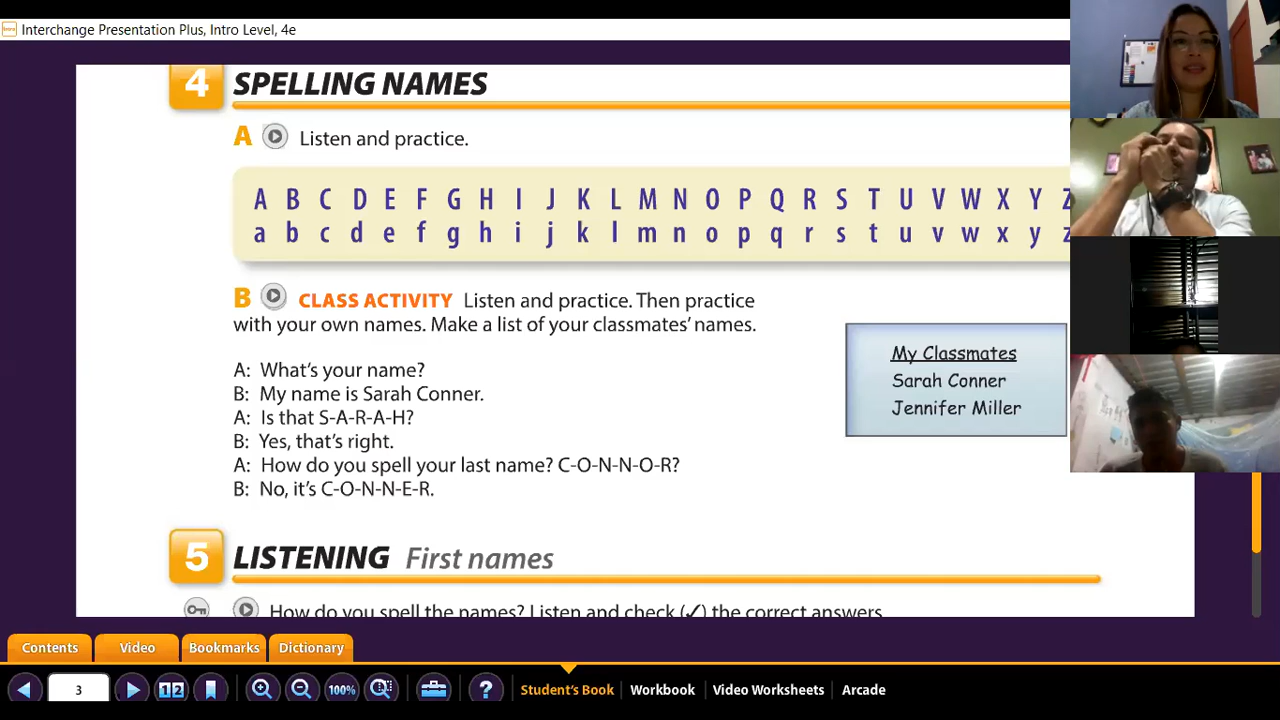 Interchange Presentation Plus, Intro Level, 4e
4 SPELLING NAMES
A Listen and practice.
A B C D E F G H I J K L M N O P Q R S T U V W X Y Z
a b c d e f g h i j k l m n o p q r s t u v w x y z
B CLASS ACTIVITY Listen and practice. Then practice
with your own names. Make a list of your classmates’ names.
A: What’s your name?
B: My name is Sarah Conner.
A: Is that S-A-R-A-H?
B: Yes, that’s right.
A: How do you spell your last name? C-O-N-N-O-R?
B: No, it’s C-O-N-N-E-R.
My Classmates
Sarah Conner
Jennifer Miller
5 LISTENING First names
How do you spell the names? Listen and check (✓) the correct answers
Contents Video Bookmarks Dictionary
3 12 100% ? Student's Book Workbook Video Worksheets Arcade